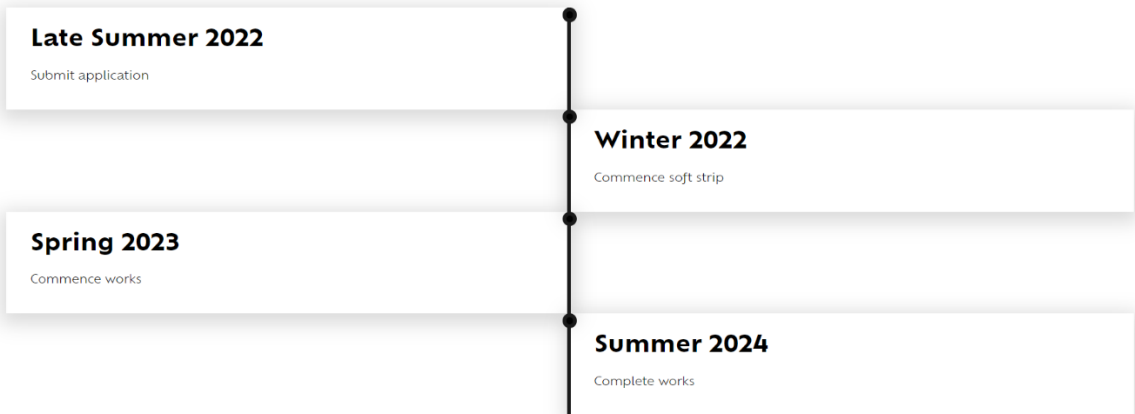 Late Summer 2022
Submit application
Winter 2022
Commence soft strip
Spring 2023
Commence works
Summer 2024
Complete works